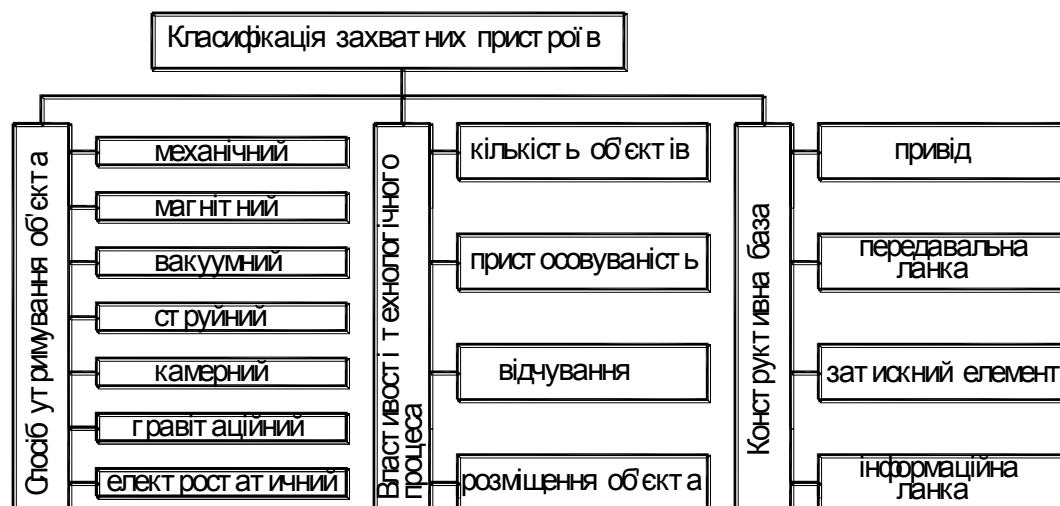 Класифікація захватних пристроїв
Спосіб утримування об'єкта
механічний
магнітний
вакуумний
струйний
камерний
гравітаційний
електростатичний
Властивості технологічного
процеса
кількість об'єктів
пристосовуваність
відчування
розміщення об'єкта
Конструктивна база
привід
передавальна
ланка
затискний елемент
інформаційна
ланка